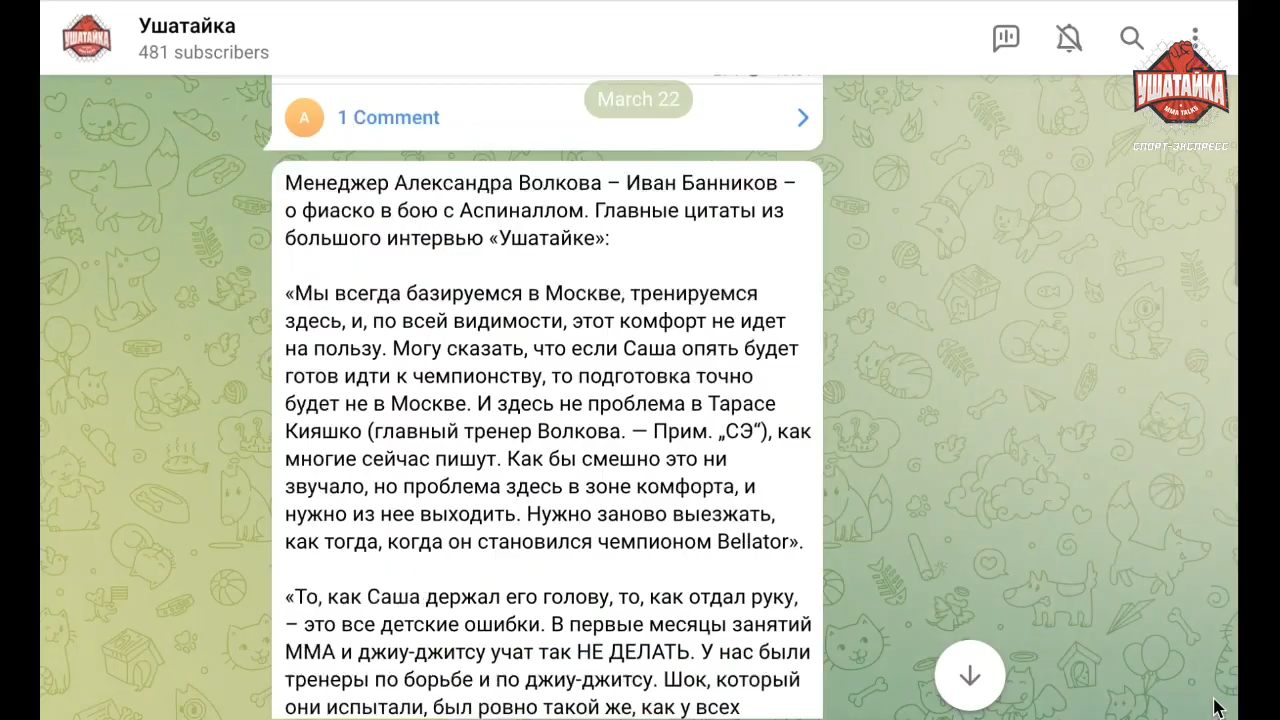 Ушатайка
481 subscribers
УШАТАЙКА
MMA TALKS
СПОРТ-ЭКСПРЕСС
March 22
A
1 Comment
Менеджер Александра Волкова – Иван Банников –
о фиаско в бою с Аспиналлом. Главные цитаты из
большого интервью «Ушатайке»:
«Мы всегда базируемся в Москве, тренируемся
здесь, и, по всей видимости, этот комфорт не идет
на пользу. Могу сказать, что если Саша опять будет
готов идти к чемпионству, то подготовка точно
будет не в Москве. И здесь не проблема в Тарасе
Кияшко (главный тренер Волкова. — Прим. „СЭ“), как
многие сейчас пишут. Как бы смешно это ни
звучало, но проблема здесь в зоне комфорта, и
нужно из нее выходить. Нужно заново выезжать,
как тогда, когда он становился чемпионом Bellator».
«То, как Саша держал его голову, то, как отдал руку,
– это все детские ошибки. В первые месяцы занятий
ММА и джиу-джитсу учат так НЕ ДЕЛАТЬ. У нас были
тренеры по борьбе и по джиу-джитсу. Шок, который
они испытали, был ровно такой же, как у всех